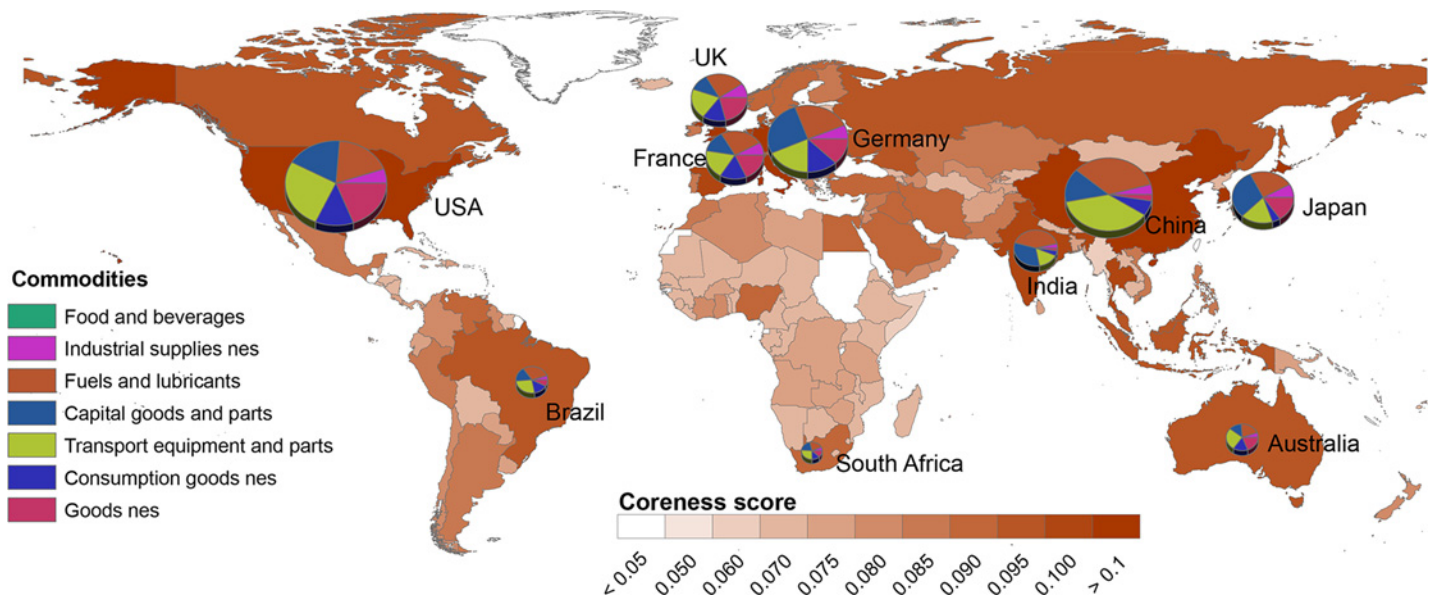 UK
Germany
France
USA
China
Japan
India
Commodities
Food and beverages
Industrial supplies nes
Fuels and lubricants
Capital goods and parts
Transport equipment and parts
Consumption goods nes
Goods nes
Brazil
South Africa
Australia
Coreness score
< 0.05
0.050
0.060
0.070
0.075
0.080
0.085
0.090
0.095
0.100
> 0.1